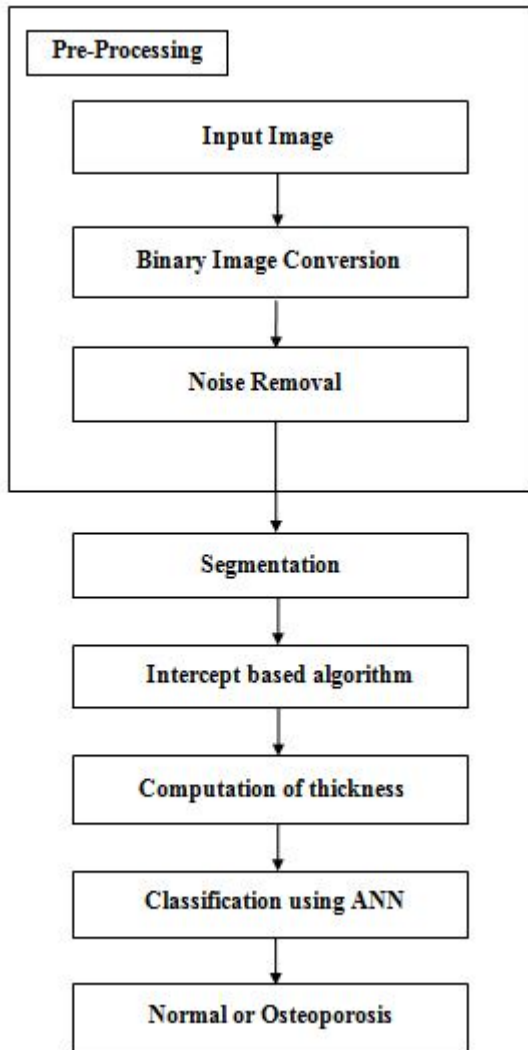 Pre-Processing
Input Image
Binary Image Conversion
Noise Removal
Segmentation
Intercept based algorithm
Computation of thickness
Classification using ANN
Normal or Osteoporosis